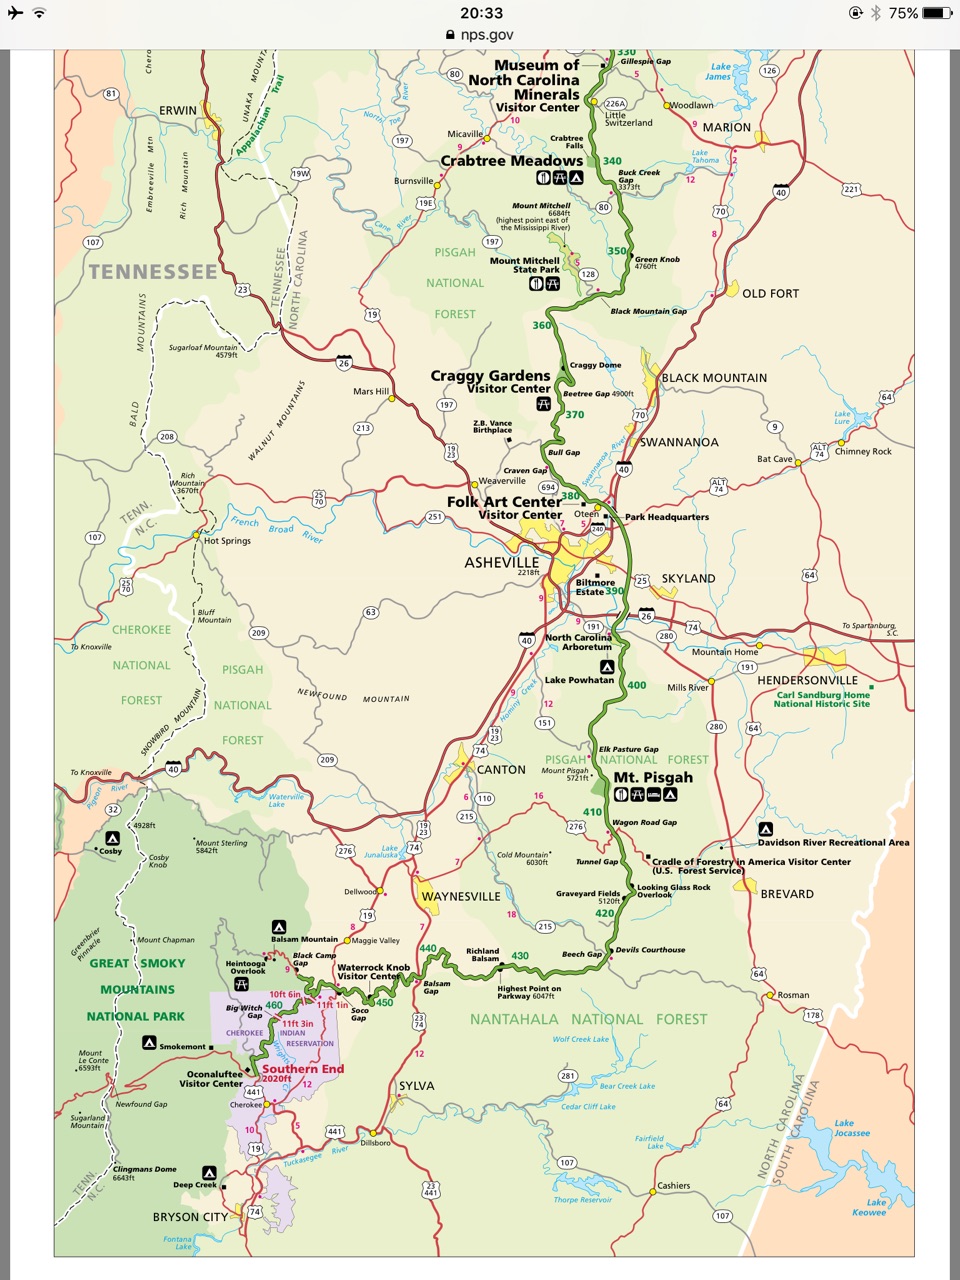 20:33
75%
nps.gov
330
Gillespie Gap
Museum of
North Carolina
Minerals
Visitor Center
80
5
Lake
James
126
226A
Woodlawn
Little
Switzerland
81
ERWIN
UNAKA MOUNT
Appalachian Trail
Embreeville Mtn
Rich Mountain
North Toe River
10
Micaville
197
9
MARION
Lake
Tahoma
2
12
Crabtree
Falls
340
Crabtree Meadows
Buck Creek
Gap
3373ft
Burnsville
19E
19W
Cane River
Mount Mitchell
6684ft
(highest point east of
the Mississippi River)
80
70
8
40
221
107
TENNESSEE
TENNESSEE
NORTH CAROLINA
PISGAH
NATIONAL
FOREST
197
350
Green Knob
4760ft
Mount Mitchell
State Park
5
128
23
OLD FORT
19
360
Black Mountain Gap
BALD MOUNTAINS
Sugarloaf Mountain
4579ft
26
Craggy Dome
Craggy Gardens
Visitor Center
Beetree Gap 4900ft
BLACK MOUNTAIN
Mars Hill
197
370
70
64
WALNUT MOUNTAINS
213
Z.B. Vance
Birthplace
208
Bull Gap
SWANNANOA
9
Lake
Lure
ALT
74
Chimney Rock
Bat Cave
19
23
Craven Gap
Swannanoa River
40
Rich
Mountain
3670ft
Weaverville
694
380
ALT
74
25
70
Folk Art Center
Visitor Center
Oteen
Park Headquarters
TENN.
N.C.
French Broad River
251
7
5
240
107
Hot Springs
ASHEVILLE
2218ft
25
70
Biltmore
Estate
390
25
SKYLAND
64
9
Bluff
Mountain
63
9
191
26
74
To Spartanburg,
S.C.
CHEROKEE
NATIONAL
FOREST
209
40
North Carolina
Arboretum
280
Mountain Home
To Knoxville
PISGAH
NATIONAL
FOREST
191
HENDERSONVILLE
Lake Powhatan
400
Mills River
Carl Sandburg Home
National Historic Site
NEWFOUND MOUNTAIN
9
Hominy Creek
12
SNOWBIRD MOUNTAIN
151
280
64
19
23
74
Elk Pasture Gap
PISGAH NATIONAL FOREST
209
To Knoxville
40
CANTON
Mount Pisgah
5721ft
Mt. Pisgah
Pigeon River
Waterville
Lake
6
110
16
32
215
410
Wagon Road Gap
4928ft
Cosby
Mount Sterling
5842ft
19
23
74
276
276
Davidson River Recreational Area
Lake
Junaluska
Cosby
Knob
Cold Mountain
6030ft
Tunnel Gap
Cradle of Forestry in America Visitor Center
(U.S. Forest Service)
7
Dellwood
WAYNESVILLE
Graveyard Fields
5120ft
Looking Glass Rock
Overlook
BREVARD
19
18
420
8
7
215
Greenbrier
Pinnacle
Mount Chapman
Balsam Mountain
Maggie Valley
440
Richland
Balsam
430
Beech Gap
Devils Courthouse
GREAT SMOKY
MOUNTAINS
NATIONAL PARK
Heintooga
Overlook
Black Camp
Gap
9
Waterrock Knob
Visitor Center
Balsam
Gap
Highest Point on
Parkway 6047ft
64
Rosman
10ft 6in
11ft 1in
450
Soco
Gap
Big Witch
Gap
460
11ft 3in
23
74
NANTAHALA NATIONAL FOREST
178
CHEROKEE INDIAN
RESERVATION
Smokemont
Wolf Creek Lake
Mount
Le Conte
6593ft
12
Oconaluftee
Visitor Center
Southern End
2020ft
12
281
Bear Creek Lake
441
SYLVA
Cedar Cliff Lake
Newfound Gap
Cherokee
64
Sugarland
Mountain
10
5
441
Dillsboro
NORTH CAROLINA
SOUTH CAROLINA
Lake
Jocassee
19
Tuckasegee River
Fairfield
Lake
TENN.
N.C.
Clingmans Dome
6643ft
107
Deep Creek
23
441
Thorpe Reservoir
Cashiers
Lake
Keowee
BRYSON CITY
74
107
Fontana
Lake